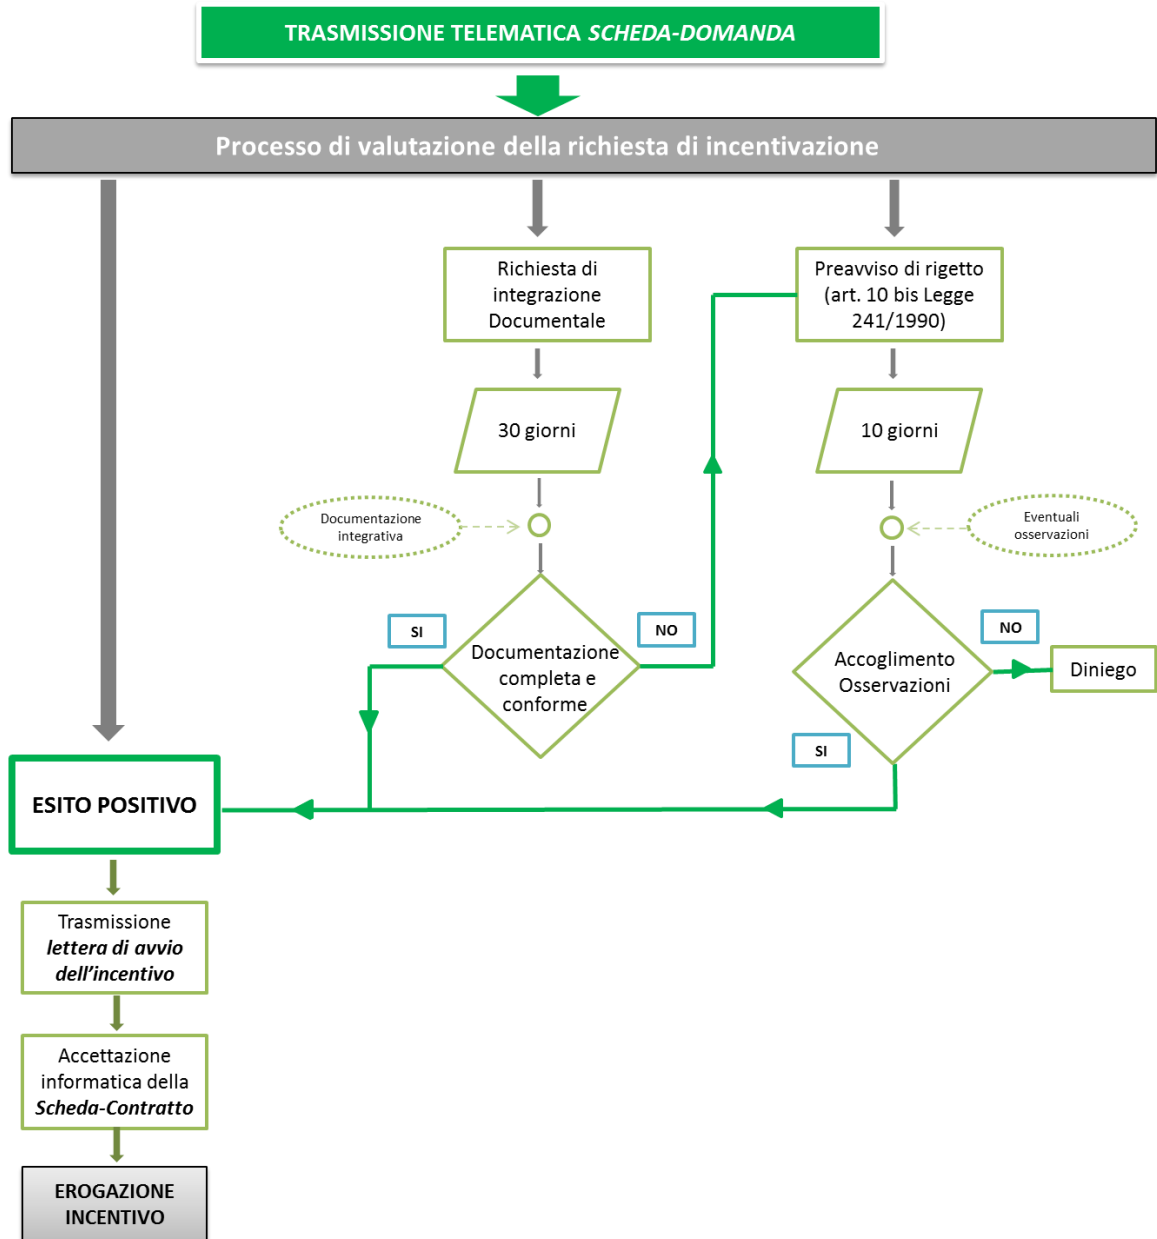 TRASMISSIONE TELEMATICA SCHEDA-DOMANDA
Processo di valutazione della richiesta di incentivazione
Richiesta di
integrazione
Documentale
Preavviso di rigetto
(art. 10 bis Legge
241/1990)
30 giorni
10 giorni
Documentazione
integrativa
Eventuali
osservazioni
SI
NO
Documentazione
completa e
conforme
NO
Accoglimento
Osservazioni
Diniego
SI
ESITO POSITIVO
Trasmissione
lettera di avvio
dell'incentivo
Accettazione
informatica della
Scheda-Contratto
EROGAZIONE
INCENTIVO